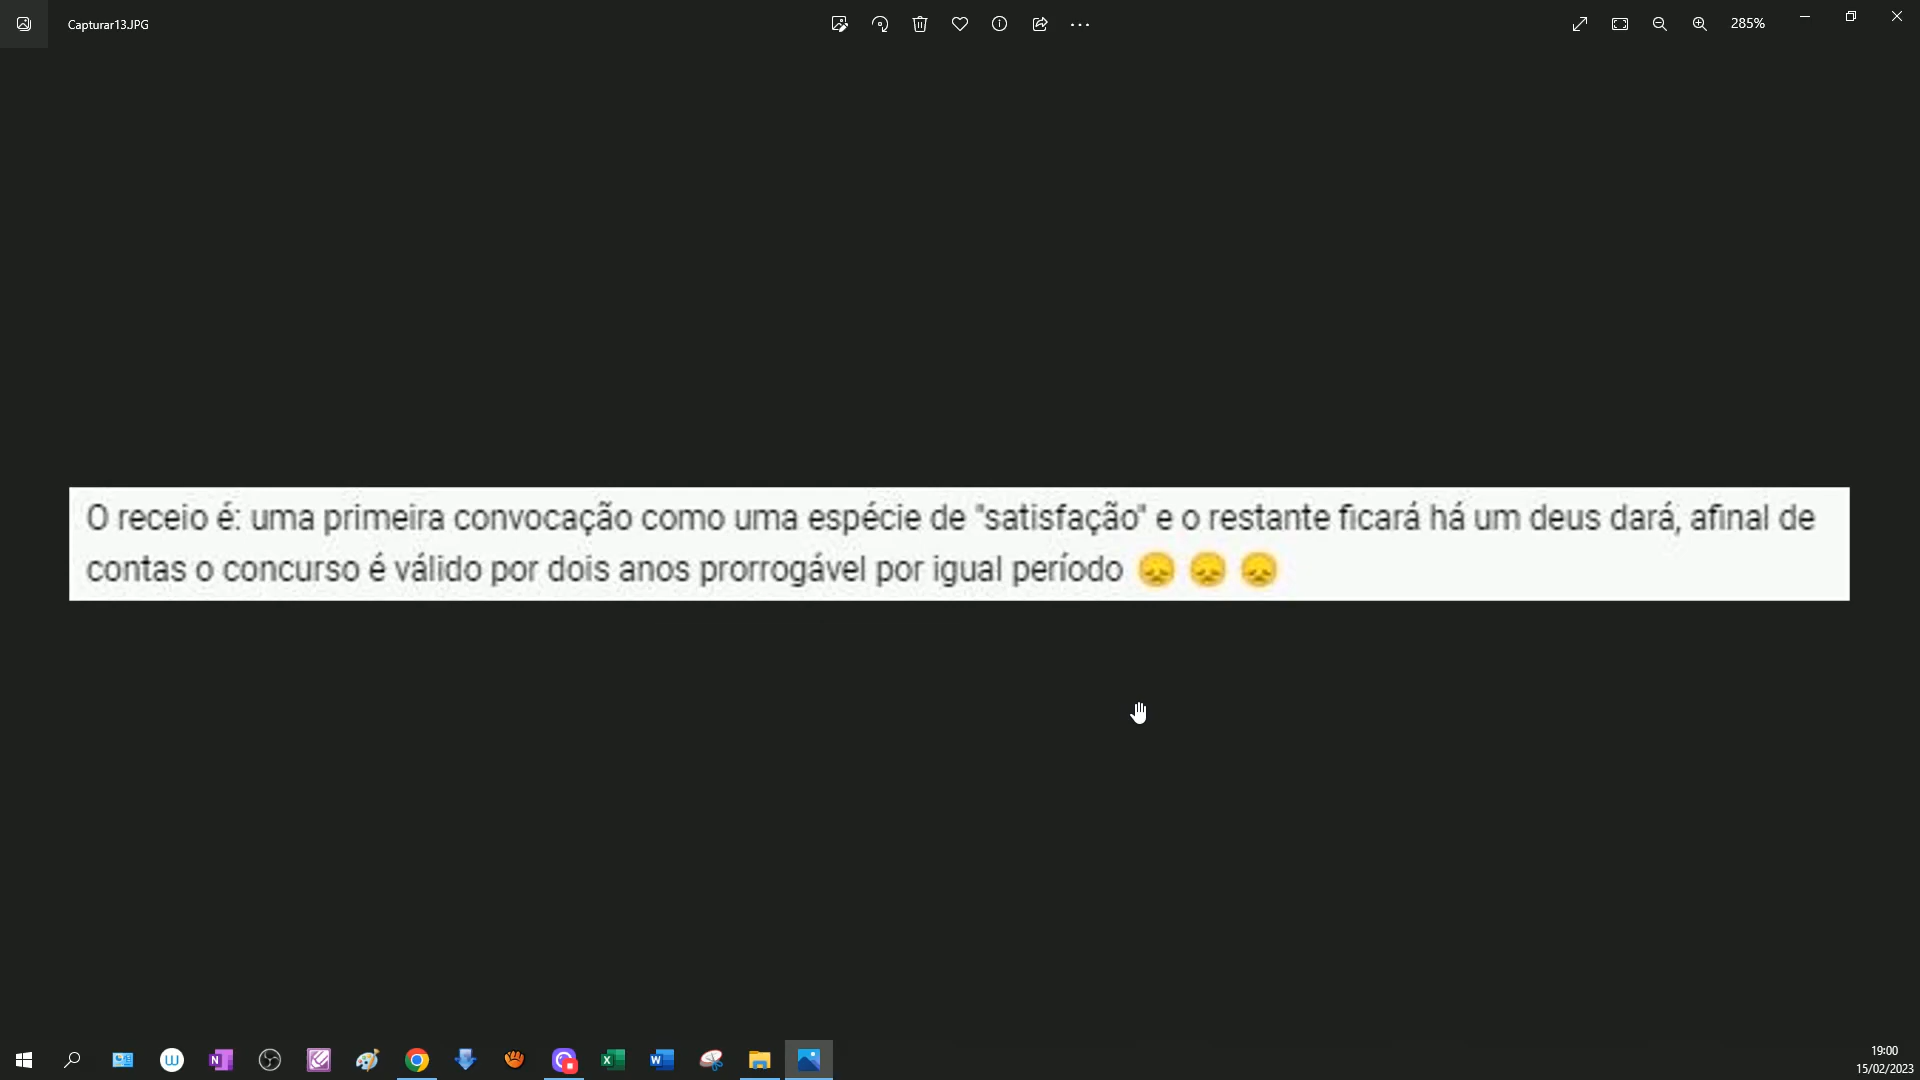 Capturar13.JPG
285%
O receio é: uma primeira convocação como uma espécie de "satisfação" e o restante ficará há um deus dará, afinal de
contas o concurso é válido por dois anos prorrogável por igual período 😞 😞 😞
19:00
15/02/2023